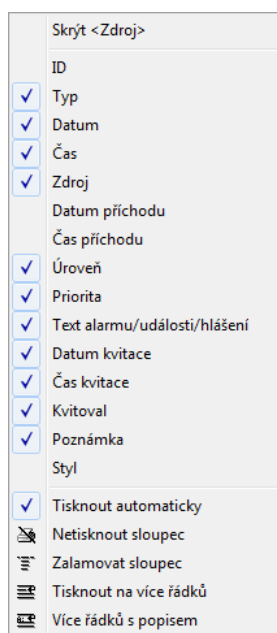 Skrýt <Zdroj>
ID
Typ
Datum
Čas
Zdroj
Datum příchodu
Čas příchodu
Úroveň
Priorita
Text alarmu/události/hlášení
Datum kvitace
Čas kvitace
Kvitoval
Poznámka
Styl
Tisknout automaticky
Netisknout sloupec
Zalamovat sloupec
Tisknout na více řádků
Více řádků s popisem